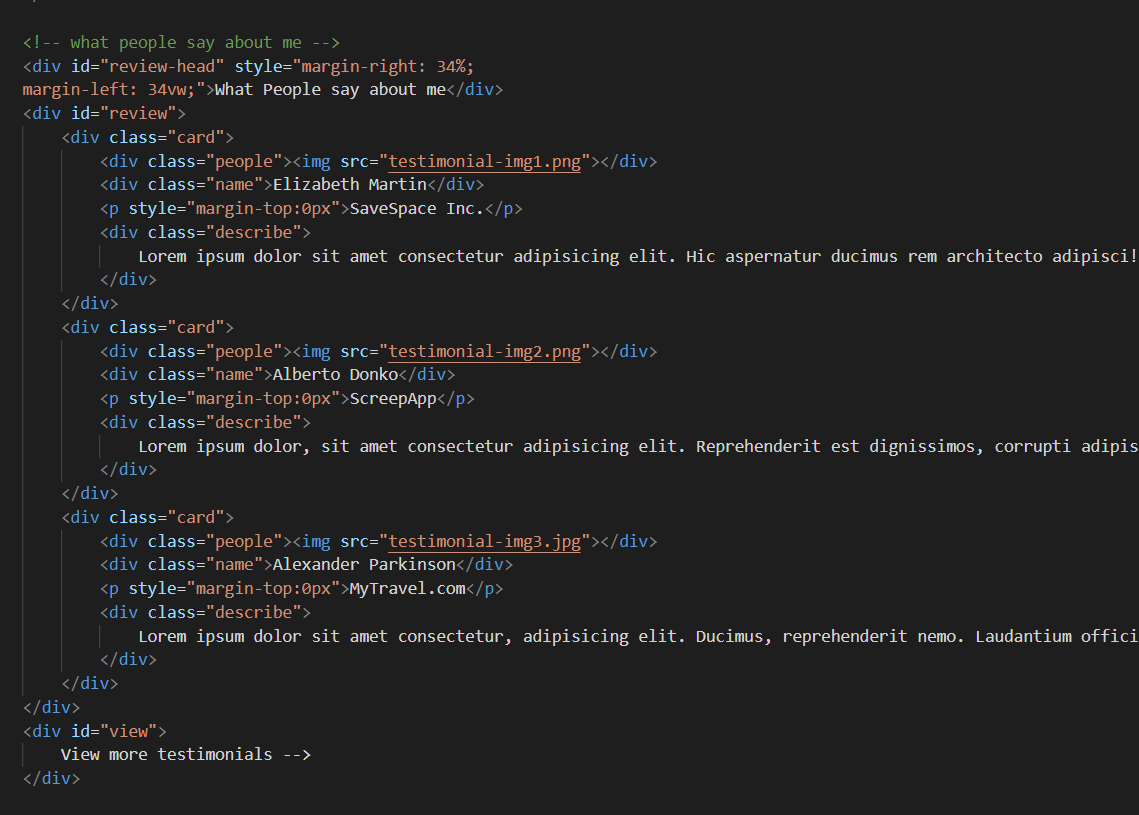 <!-- what people say about me -->
<div id="review-head" style="margin-right: 34%;
margin-left: 34vw;">What People say about me</div>
<div id="review">
    <div class="card">
        <div class="people"><img src="testimonial-img1.png"></div>
        <div class="name">Elizabeth Martin</div>
        <p style="margin-top:0px">SaveSpace Inc.</p>
        <div class="describe">
            Lorem ipsum dolor sit amet consectetur adipisicing elit. Hic aspernatur ducimus rem architecto adipisci!
        </div>
    </div>
    <div class="card">
        <div class="people"><img src="testimonial-img2.png"></div>
        <div class="name">Alberto Donko</div>
        <p style="margin-top:0px">ScreepApp</p>
        <div class="describe">
            Lorem ipsum dolor, sit amet consectetur adipisicing elit. Reprehenderit est dignissimos, corrupti adipis
        </div>
    </div>
    <div class="card">
        <div class="people"><img src="testimonial-img3.jpg"></div>
        <div class="name">Alexander Parkinson</div>
        <p style="margin-top:0px">MyTravel.com</p>
        <div class="describe">
            Lorem ipsum dolor sit amet consectetur, adipisicing elit. Ducimus, reprehenderit nemo. Laudantium offici
        </div>
    </div>
</div>
<div id="view">
    View more testimonials -->
</div>